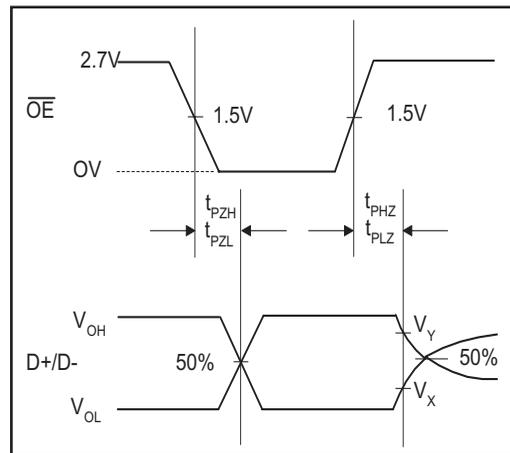 2.7V
OE
1.5V
1.5V
OV
tPZH
tPZL
tPHZ
tPLZ
VOH
VY
D+/D-
50%
50%
VX
VOL